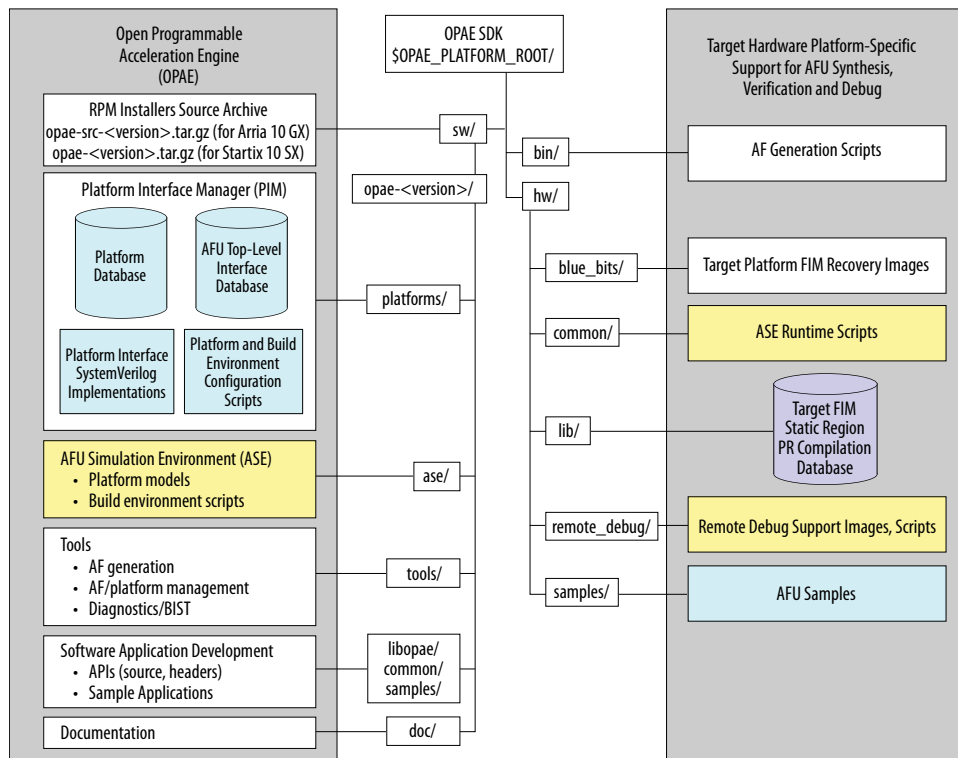 Open Programmable
Acceleration Engine
(OPAE)
RPM Installers Source Archive
opae-src-<version>.tar.gz (for Arria 10 GX)
opae-<version>.tar.gz (for Startix 10 SX)
Platform Interface Manager (PIM)
Platform
Database
AFU Top-Level
Interface
Database
Platform Interface
SystemVerilog
Implementations
Platform and Build
Environment
Configuration
Scripts
AFU Simulation Environment (ASE)
• Platform models
• Build environment scripts
Tools
• AF generation
• AF/platform management
• Diagnostics/BIST
Software Application Development
• APIs (source, headers)
• Sample Applications
Documentation
OPAE SDK
$OPAE_PLATFORM_ROOT/
sw/
opae-<version>/
platforms/
ase/
tools/
libopae/
common/
samples/
doc/
bin/
hw/
blue_bits/
common/
lib/
remote_debug/
samples/
Target Hardware Platform-Specific
Support for AFU Synthesis,
Verification and Debug
AF Generation Scripts
Target Platform FIM Recovery Images
ASE Runtime Scripts
Target FIM
Static Region
PR Compilation
Database
Remote Debug Support Images, Scripts
AFU Samples